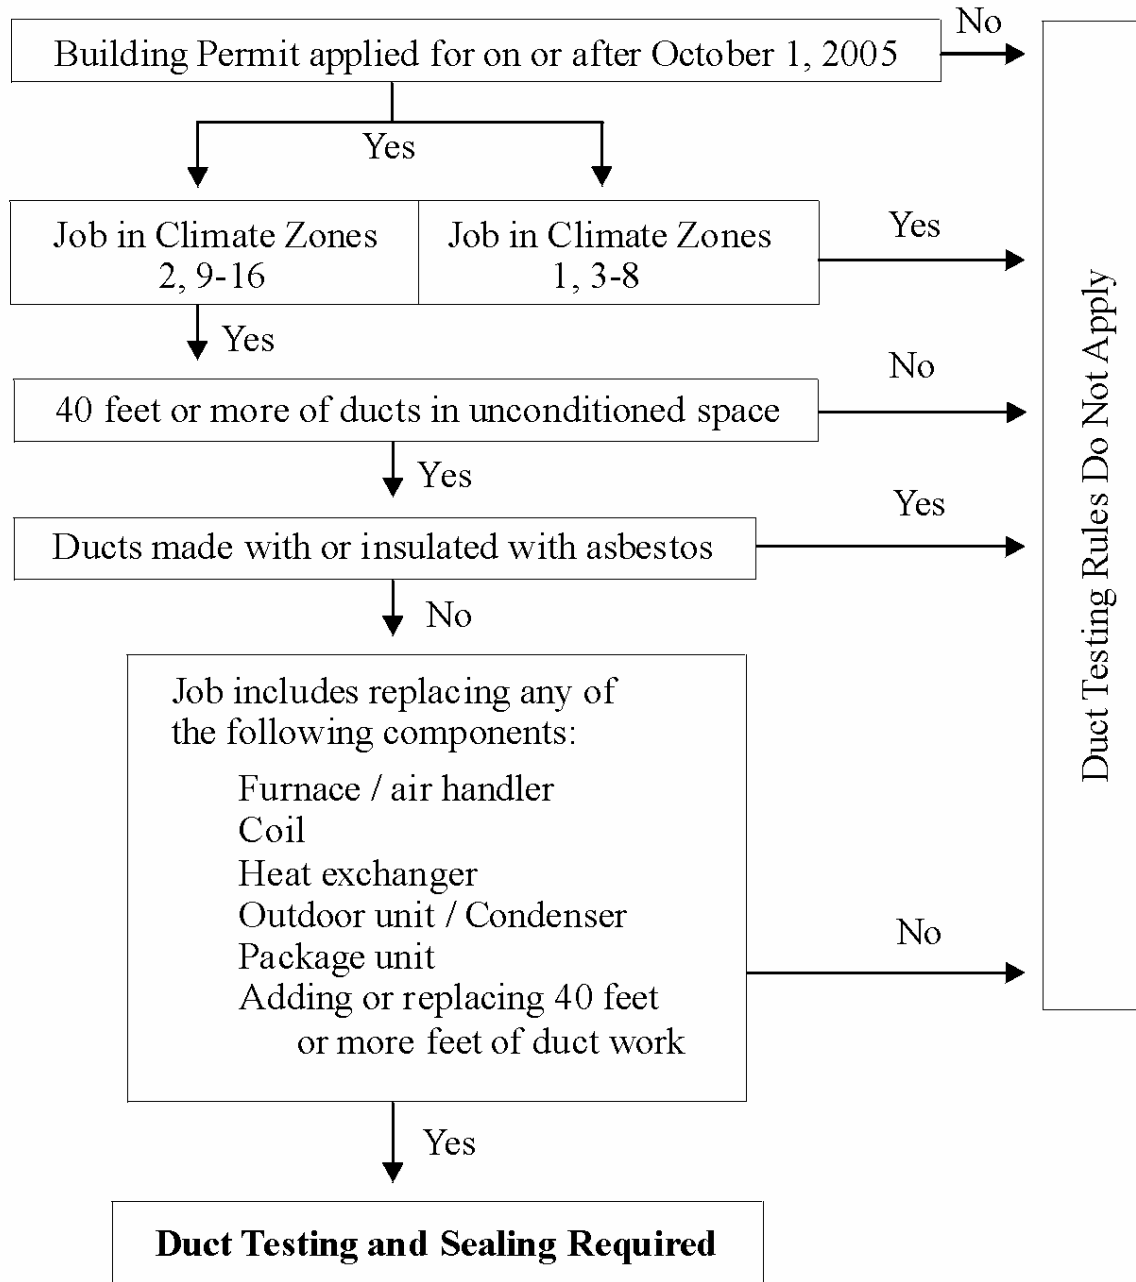 No
Building Permit applied for on or after October 1, 2005
Yes
Job in Climate Zones
2, 9-16
Job in Climate Zones
1, 3-8
Yes
Yes
40 feet or more of ducts in unconditioned space
No
Yes
Ducts made with or insulated with asbestos
Yes
No
Job includes replacing any of
the following components:
Furnace / air handler
Coil
Heat exchanger
Outdoor unit / Condenser
Package unit
Adding or replacing 40 feet
or more feet of duct work
No
Yes
Duct Testing and Sealing Required
Duct Testing Rules Do Not Apply